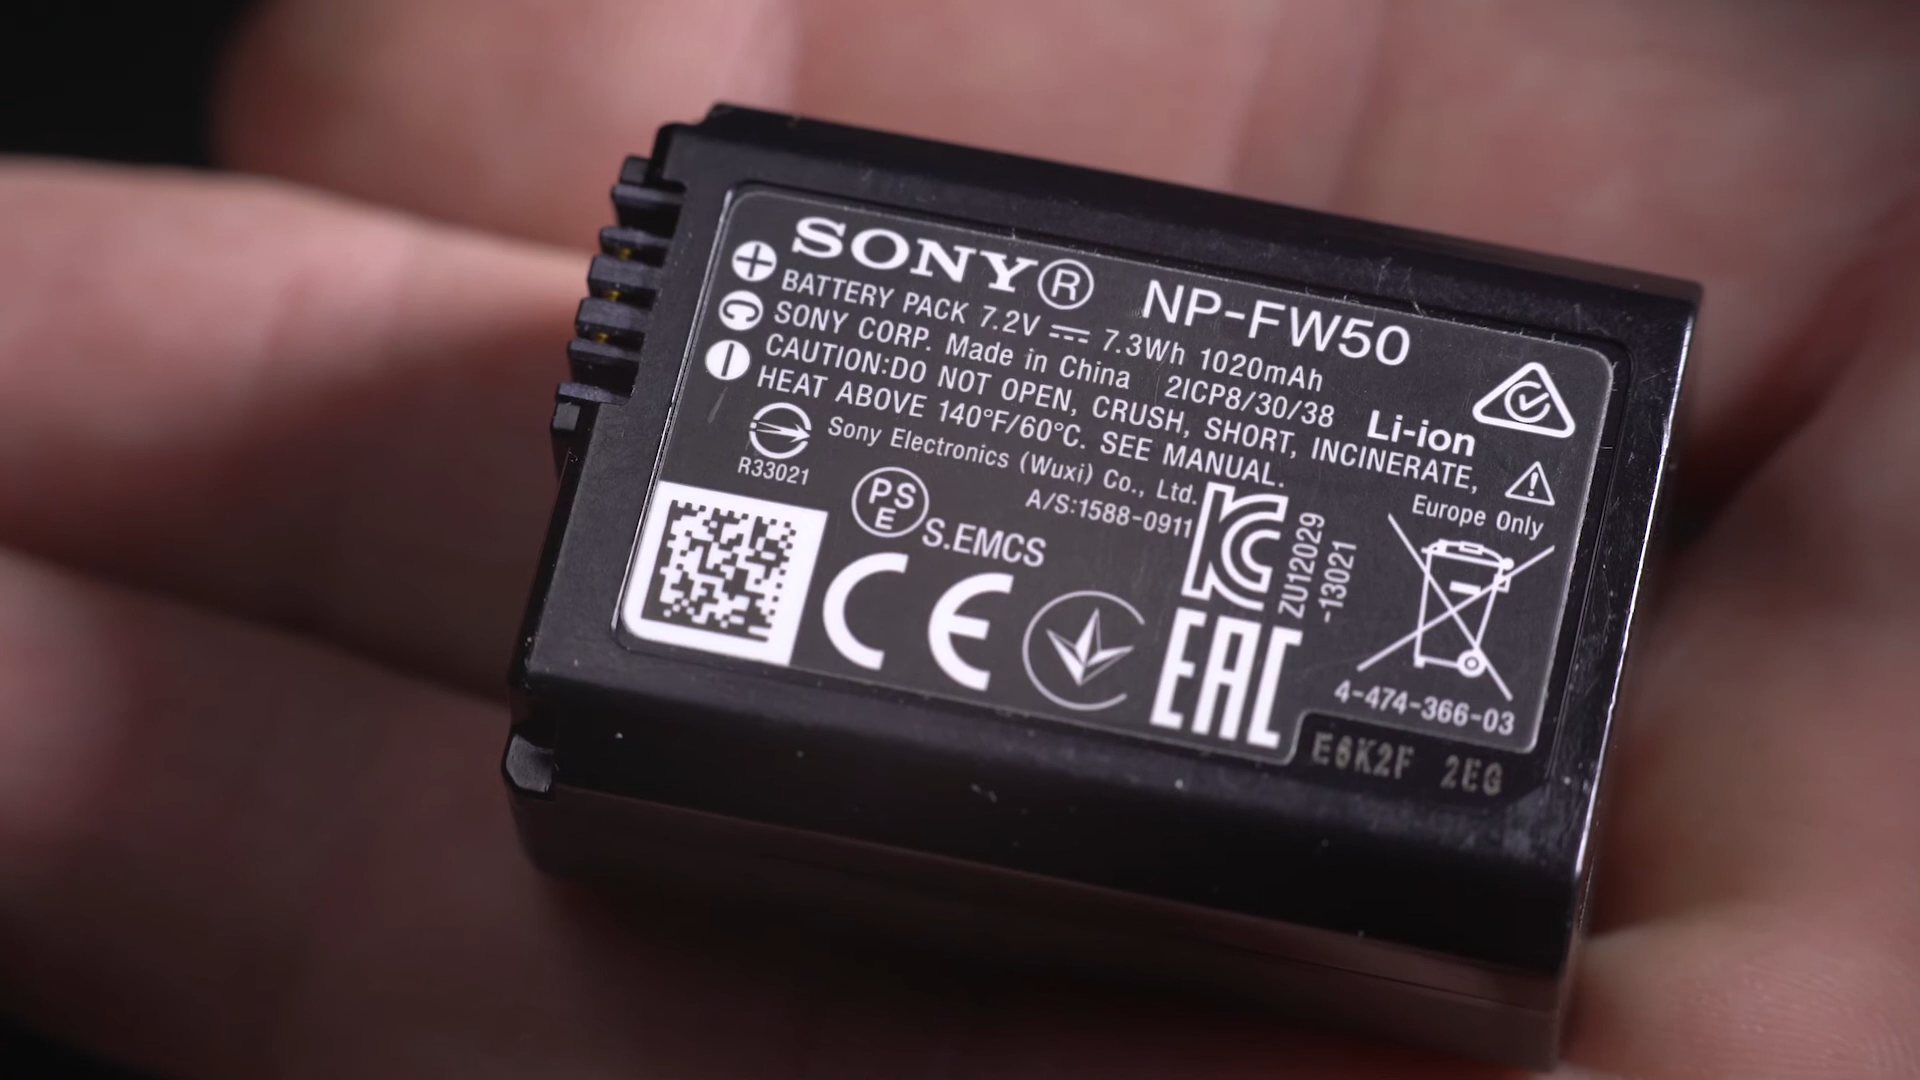 SONY® NP-FW50
BATTERY PACK 7.2V ⎓ 7.3Wh 1020mAh
SONY CORP. Made in China 2ICP8/30/38 Li-ion
CAUTION:DO NOT OPEN, CRUSH, SHORT, INCINERATE,
HEAT ABOVE 140°F/60°C. SEE MANUAL.
Sony Electronics (Wuxi) Co., Ltd.
R33021
A/S:1588-0911
Europe Only
PSE S.EMCS
KC
ZU12029
-13021
CE
EAC
4-474-366-03
E6K2F 2EG